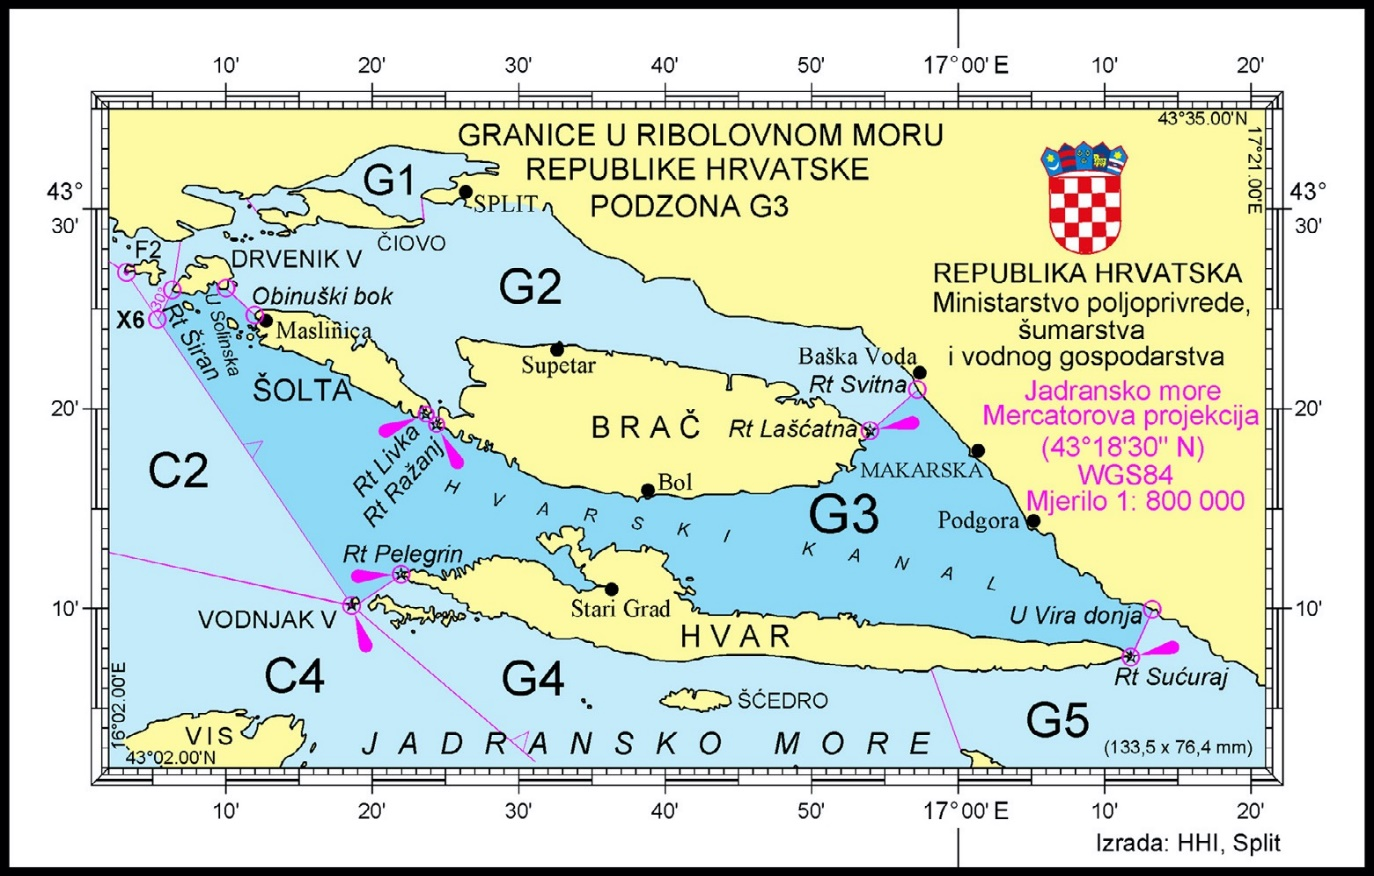 10' 20' 30' 40' 50' 17° 00' E 10' 20'
43°35.00'N
17°21.00'E
GRANICE U RIBOLOVNOM MORU
REPUBLIKE HRVATSKE
PODZONA G3
G1
SPLIT
43°
30'
43°
30'
ČIOVO
F2
DRVENIK V
G2
REPUBLIKA HRVATSKA
Ministarstvo poljoprivrede,
šumarstva
i vodnog gospodarstva
Jadransko more
Mercatorova projekcija
(43°18'30" N)
WGS84
Mjerilo 1: 800 000
30°
X6
Rt Širan
U Solinska
Obinuški bok
Maslinica
Supetar
Baška Voda
Rt Svitna
ŠOLTA
20'
20'
BRAČ
Rt Lašćatna
Rt Livka
Rt Ražanj
MAKARSKA
C2
Bol
HVARSKI KANAL
G3
Podgora
Rt Pelegrin
Stari Grad
10'
10'
VODNJAK V
U Vira donja
HVAR
Rt Sućuraj
C4
G4
ŠĆEDRO
G5
16°02.00'E
VIS
43°02.00'N
JADRANSKO MORE
(133,5 x 76,4 mm)
10' 20' 30' 40' 50' 17° 00' E 10' 20'
Izrada: HHI, Split